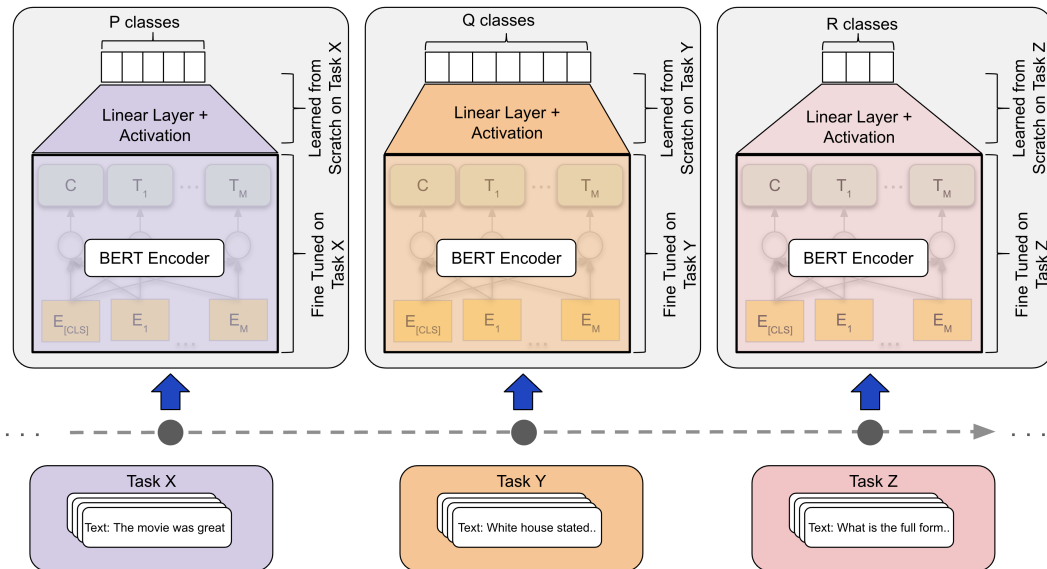 P classes
Linear Layer +
Activation
Learned from
Scratch on Task X
C T1 ... TM
BERT Encoder
E[CLS] E1 ... EM
Fine Tuned on
Task X
Q classes
Linear Layer +
Activation
Learned from
Scratch on Task Y
C T1 ... TM
BERT Encoder
E[CLS] E1 ... EM
Fine Tuned on
Task Y
R classes
Linear Layer +
Activation
Learned from
Scratch on Task Z
C T1 ... TM
BERT Encoder
E[CLS] E1 ... EM
Fine Tuned on
Task Z
. . . . . .
Task X
Text: The movie was great
Task Y
Text: White house stated..
Task Z
Text: What is the full form..